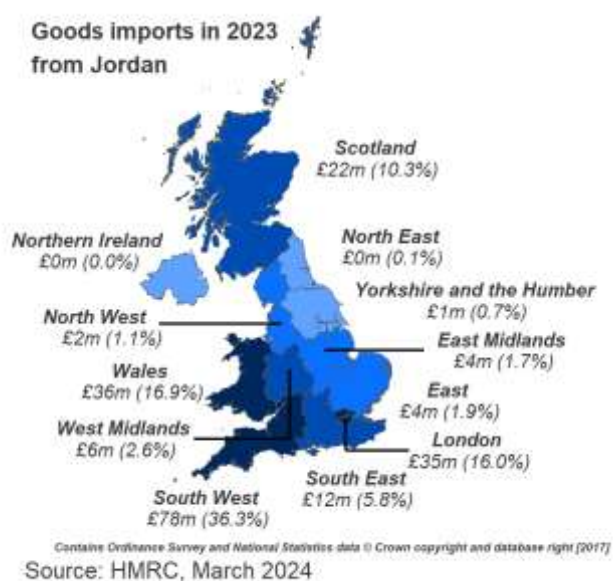 Goods imports in 2023
from Jordan
Scotland
£22m (10.3%)
Northern Ireland
£0m (0.0%)
North East
£0m (0.1%)
Yorkshire and the Humber
£1m (0.7%)
North West
£2m (1.1%)
East Midlands
£4m (1.7%)
Wales
£36m (16.9%)
East
£4m (1.9%)
West Midlands
£6m (2.6%)
London
£35m (16.0%)
South East
£12m (5.8%)
South West
£78m (36.3%)
Contains Ordinance Survey and National Statistics data © Crown copyright and database right [2017]
Source: HMRC, March 2024